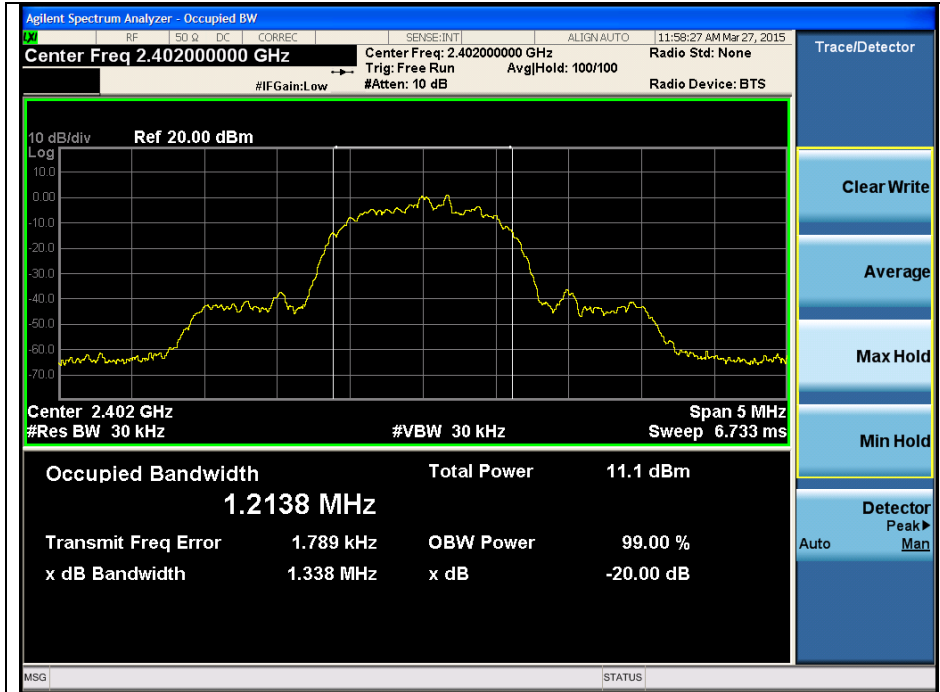 Agilent Spectrum Analyzer - Occupied BW
LXI RF 50 Ω DC CORREC SENSE:INT ALIGN AUTO 11:58:27 AM Mar 27, 2015
Center Freq 2.402000000 GHz
Center Freq: 2.402000000 GHz
Radio Std: None
Trig: Free Run Avg|Hold: 100/100
#IFGain:Low #Atten: 10 dB Radio Device: BTS
10 dB/div Ref 20.00 dBm
Log
10.0
0.00
-10.0
-20.0
-30.0
-40.0
-50.0
-60.0
-70.0
Center 2.402 GHz Span 5 MHz
#Res BW 30 kHz #VBW 30 kHz Sweep 6.733 ms
Occupied Bandwidth Total Power 11.1 dBm
1.2138 MHz
Transmit Freq Error 1.789 kHz OBW Power 99.00 %
x dB Bandwidth 1.338 MHz x dB -20.00 dB
MSG STATUS
Trace/Detector
Clear Write
Average
Max Hold
Min Hold
Detector
Peak▶
Auto Man